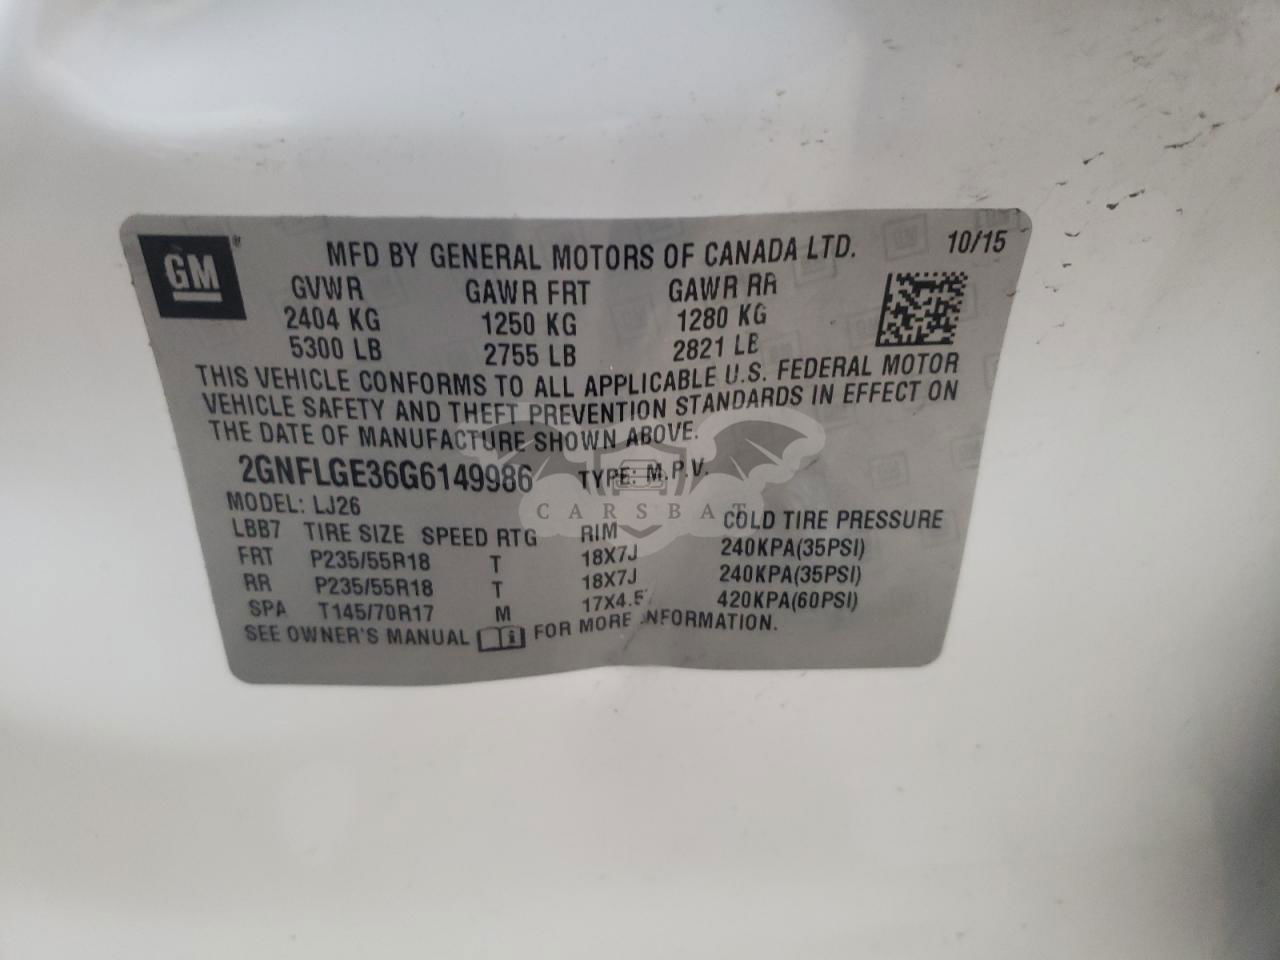 GM
MFD BY GENERAL MOTORS OF CANADA LTD. 10/15
GVWR GAWR FRT GAWR RR
2404 KG 1250 KG 1280 KG
5300 LB 2755 LB 2821 LB
THIS VEHICLE CONFORMS TO ALL APPLICABLE U.S. FEDERAL MOTOR
VEHICLE SAFETY AND THEFT PREVENTION STANDARDS IN EFFECT ON
THE DATE OF MANUFACTURE SHOWN ABOVE.
2GNFLGE36G6149986 TYPE: M.P.V.
MODEL: LJ26
CARSBAT
LBB7 TIRE SIZE SPEED RTG RIM COLD TIRE PRESSURE
FRT P235/55R18 T 18X7J 240KPA(35PSI)
RR P235/55R18 T 18X7J 240KPA(35PSI)
SPA T145/70R17 M 17X4.5 420KPA(60PSI)
SEE OWNER'S MANUAL FOR MORE INFORMATION.